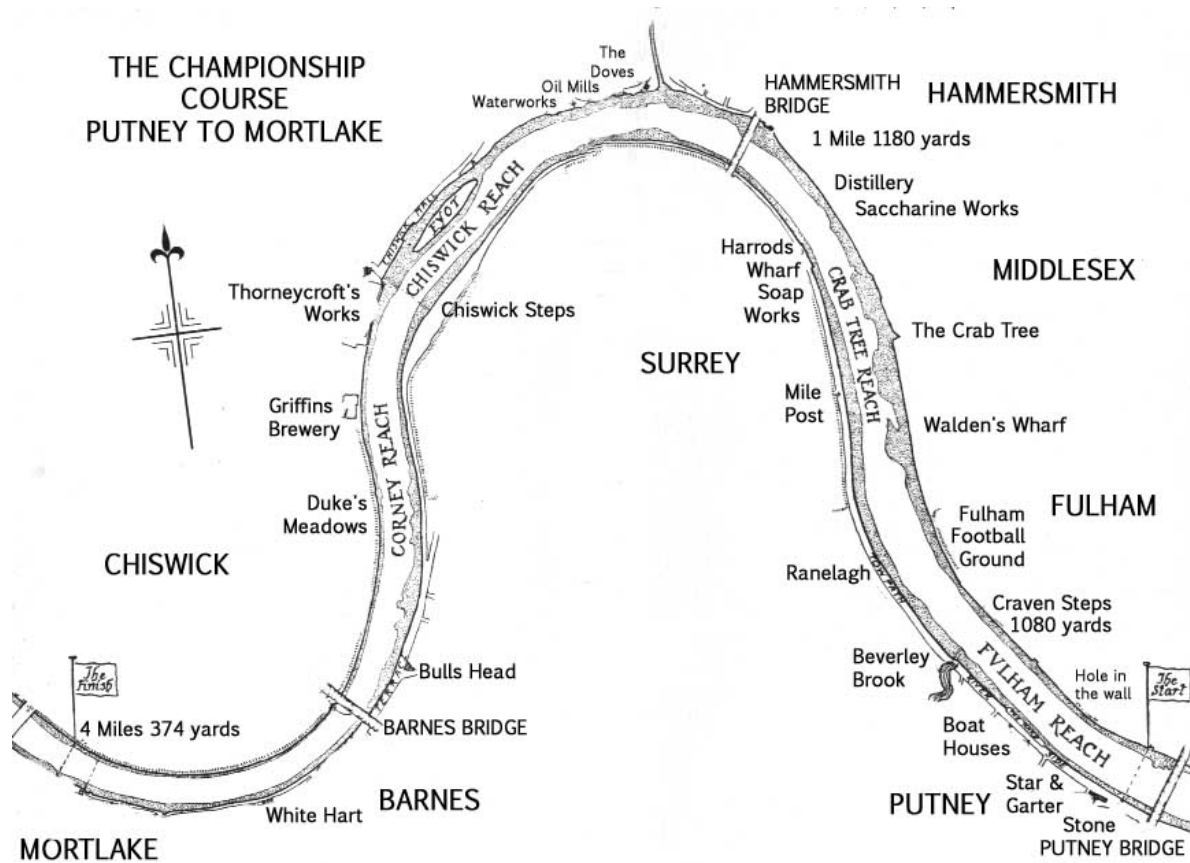 THE CHAMPIONSHIP
COURSE
PUTNEY TO MORTLAKE
The
Doves
Oil Mills
Waterworks
HAMMERSMITH
BRIDGE
HAMMERSMITH
1 Mile 1180 yards
Distillery
Saccharine Works
EYOT
CHISWICK REACH
Harrods
Wharf
Soap
Works
CRAB TREE REACH
MIDDLESEX
Thorneycroft's
Works
Chiswick Steps
The Crab Tree
SURREY
Mile
Post
Griffins
Brewery
Walden's Wharf
CORNEY REACH
Duke's
Meadows
FULHAM
Fulham
Football
Ground
CHISWICK
Ranelagh
TOW PATH
Craven Steps
1080 yards
Beverley
Brook
FVLHAM REACH
Hole in
the wall
The
Start
Bulls Head
The
Finish
4 Miles 374 yards
BARNES BRIDGE
Boat
Houses
Star &
Garter
White Hart
BARNES
PUTNEY
Stone
PUTNEY BRIDGE
MORTLAKE